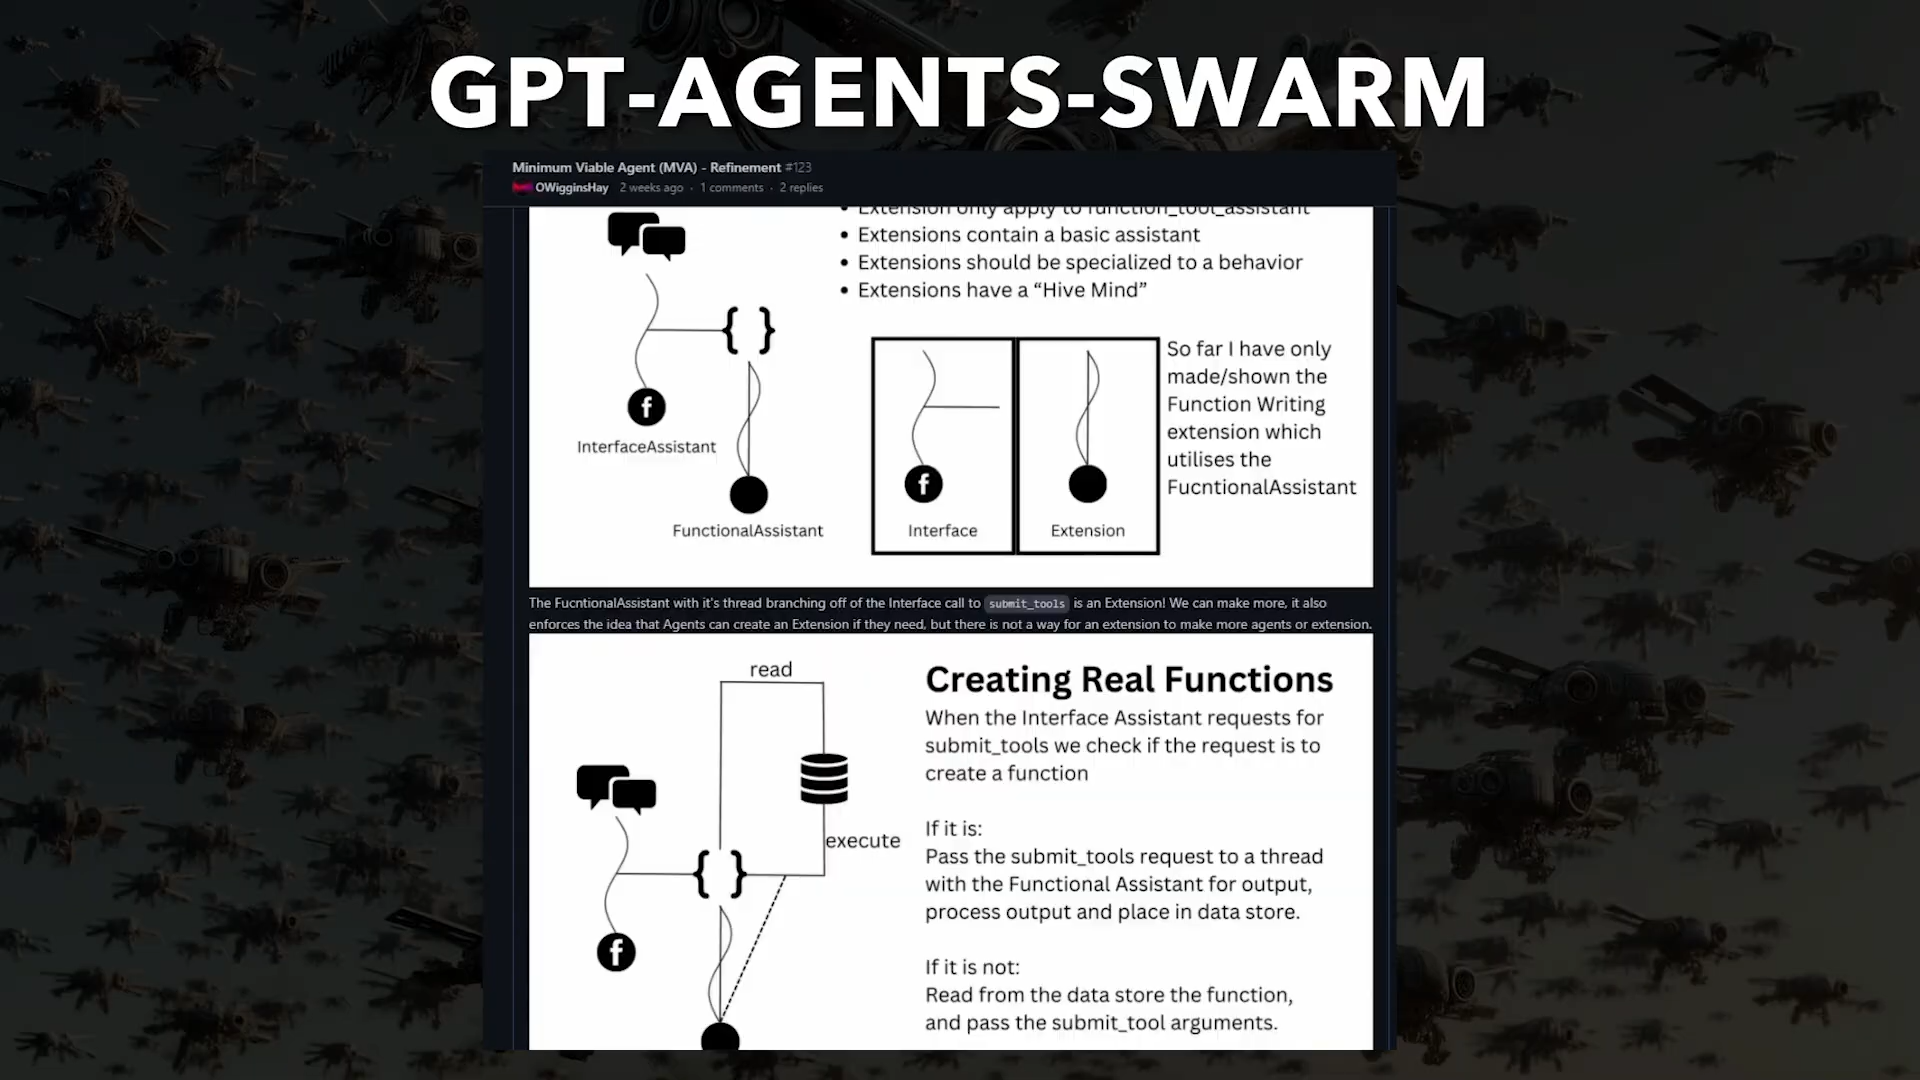 GPT-AGENTS-SWARM
Minimum Viable Agent (MVA) - Refinement #123
OWigginsHay 2 weeks ago · 1 comments · 2 replies
• Extension only apply to function_tool_assistant
• Extensions contain a basic assistant
• Extensions should be specialized to a behavior
• Extensions have a “Hive Mind”
{ }
f
InterfaceAssistant
FunctionalAssistant
f
Interface
Extension
So far I have only
made/shown the
Function Writing
extension which
utilises the
FucntionalAssistant
The FucntionalAssistant with it's thread branching off of the Interface call to submit_tools is an Extension! We can make more, it also
enforces the idea that Agents can create an Extension if they need, but there is not a way for an extension to make more agents or extension.
read
execute
{ }
f
Creating Real Functions
When the Interface Assistant requests for
submit_tools we check if the request is to
create a function
If it is:
Pass the submit_tools request to a thread
with the Functional Assistant for output,
process output and place in data store.
If it is not:
Read from the data store the function,
and pass the submit_tool arguments.